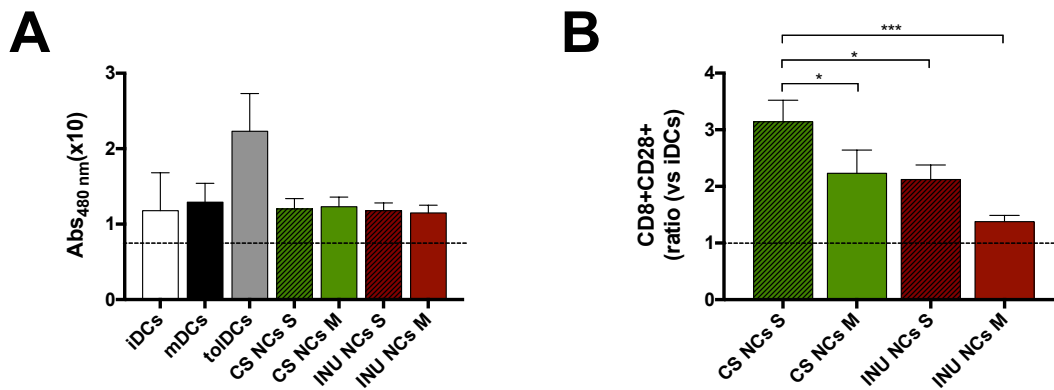 A
B
3
2
1
0
Abs480 nm(x10)
iDCs
mDCs
tolDCs
CS NCs S
CS NCs M
INU NCs S
INU NCs M
***
*
*
4
3
2
1
0
CD8+CD28+
(ratio (vs iDCs)
CS NCs S
CS NCs M
INU NCs S
INU NCs M